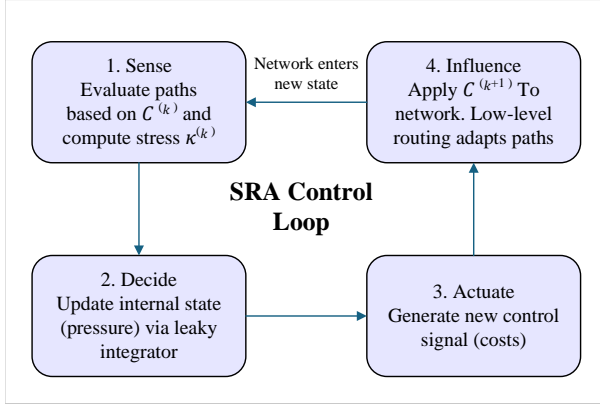 1. Sense
Evaluate paths
based on C^(k) and
compute stress κ^(k)
Network enters
new state
4. Influence
Apply C^(k+1) To
network. Low-level
routing adapts paths
SRA Control
Loop
2. Decide
Update internal state
(pressure) via leaky
integrator
3. Actuate
Generate new control
signal (costs)